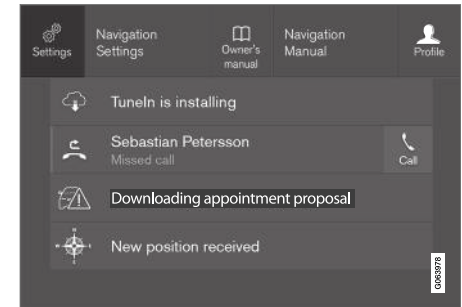 Settings
Navigation
Settings
Owner's
manual
Navigation
Manual
Profile
TuneIn is installing
Sebastian Petersson
Missed call
Call
Downloading appointment proposal
New position received
G063978